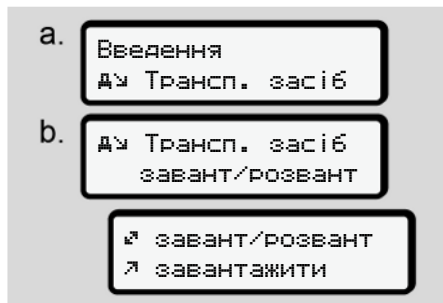 a.
Введення
Трансп. засіб
b.
Трансп. засіб
завант/розвант
завант/розвант
завантажити